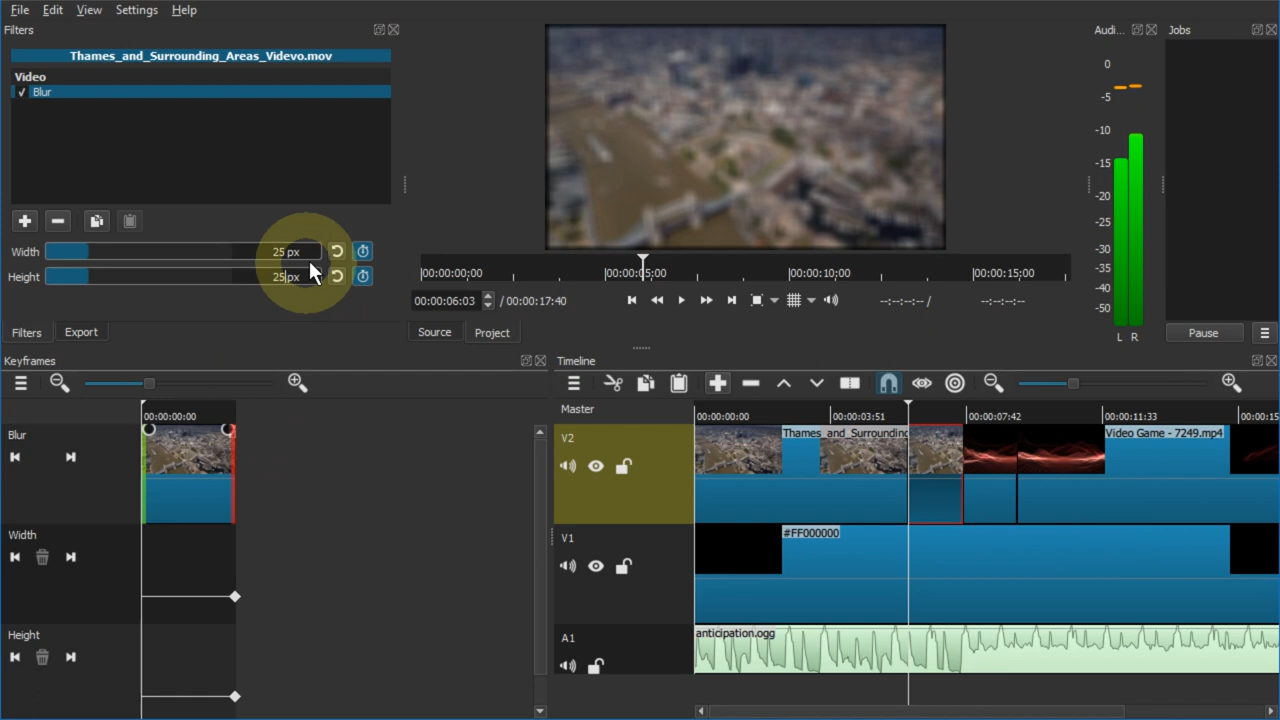 File Edit View Settings Help
Filters
Thames_and_Surrounding_Areas_Videvo.mov
Video
✓ Blur
Width 25 px
Height 25 px
Filters Export
|00:00:00;00 |00:00:05;00 |00:00:10;00 |00:00:15;00
00:00:06:03 / 00:00:17:40 --:--:--:-- / --:--:--:--
Source Project
Audi...
0
-5
-10
-15
-20
-25
-30
-35
-40
-50
L R
Jobs
Pause
Keyframes
00:00:00:00
Blur
Width
Height
Timeline
Master
00:00:00:00 00:00:03:51 00:00:07:42 00:00:11:33 00:00:15
V2
Thames_and_Surrounding
Video Game - 7249.mp4
V1
#FF000000
A1
anticipation.ogg